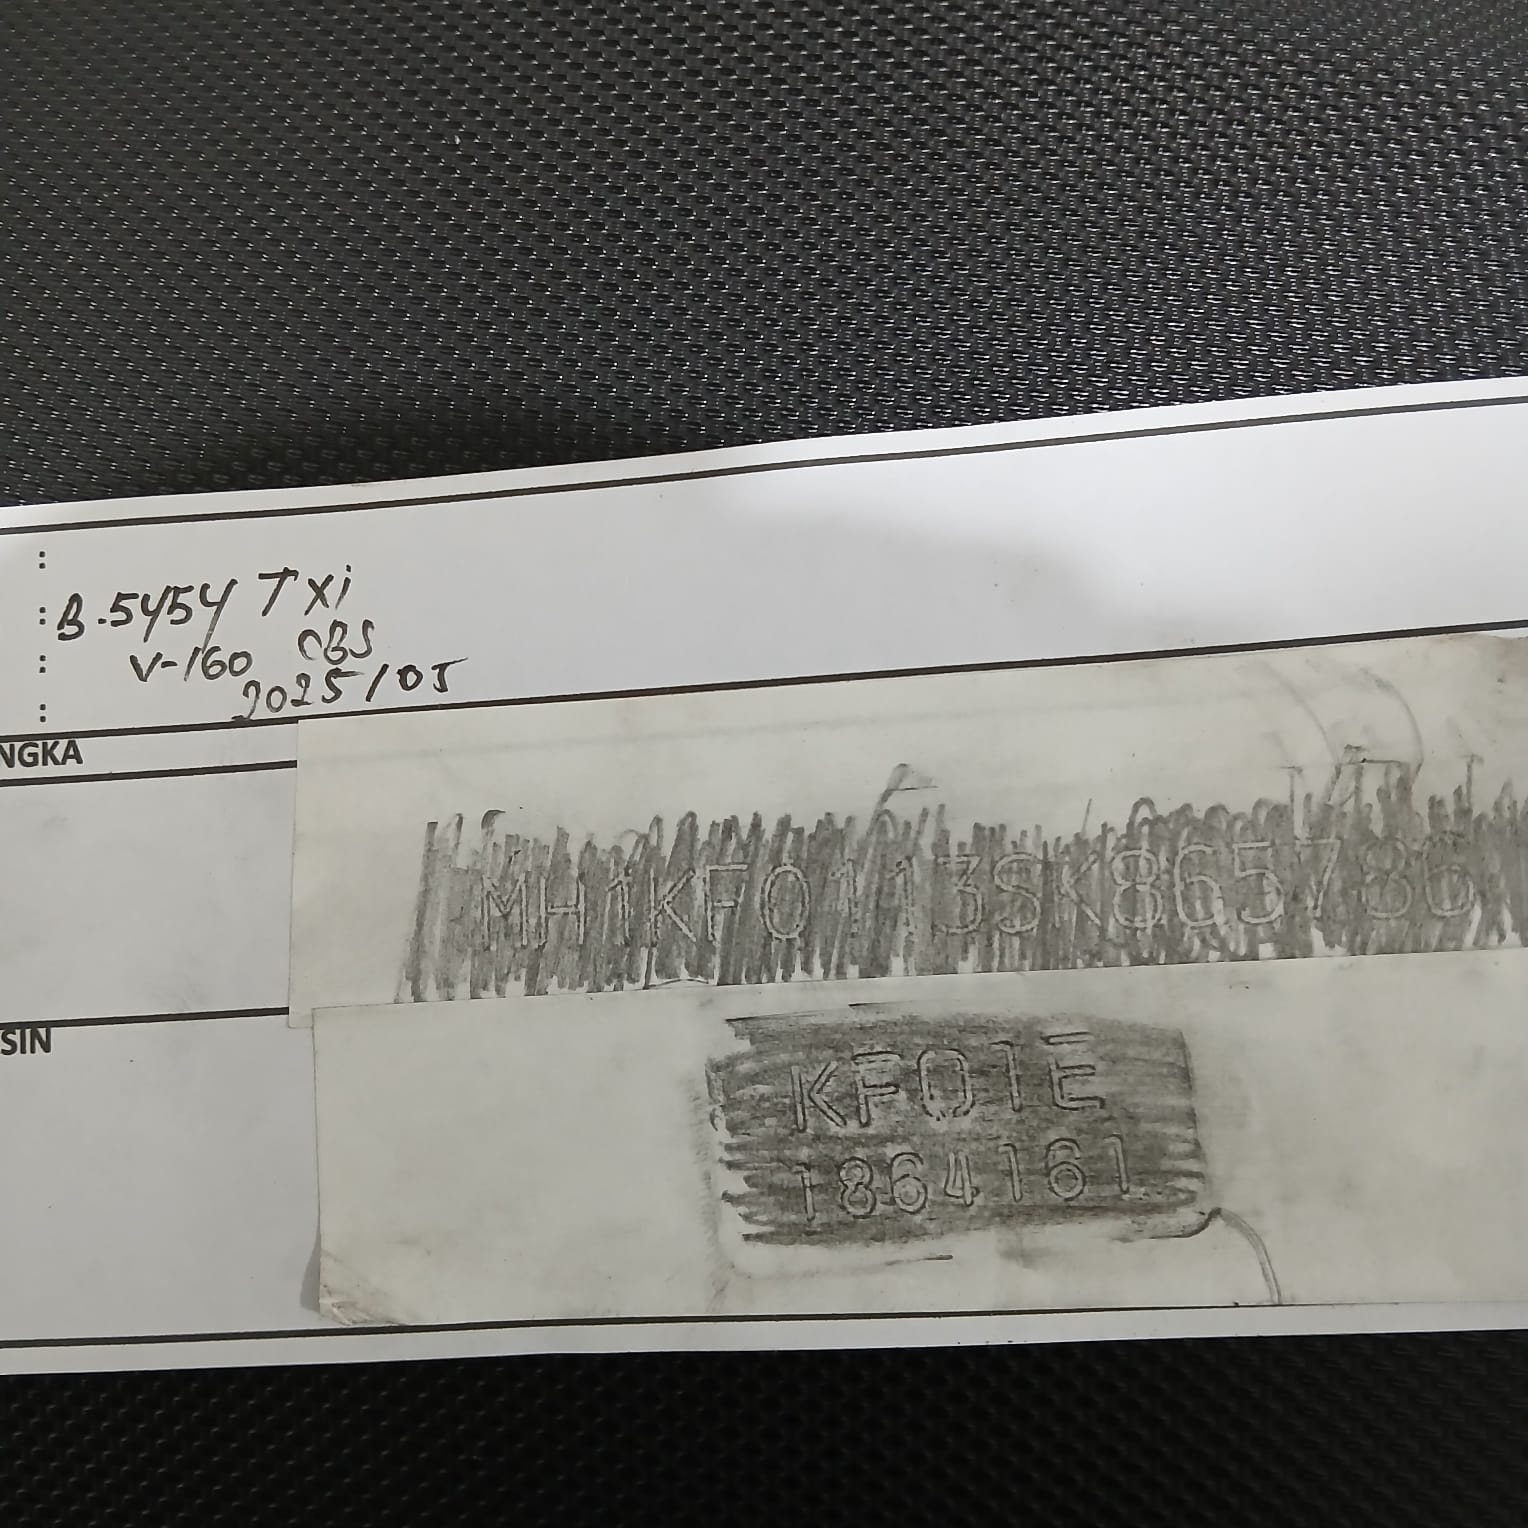 :
: B.5454 TXi
: V-160 CBS
: 2025/05
NGKA
MH1KF0113SK865786
SIN
KF01E
1864161